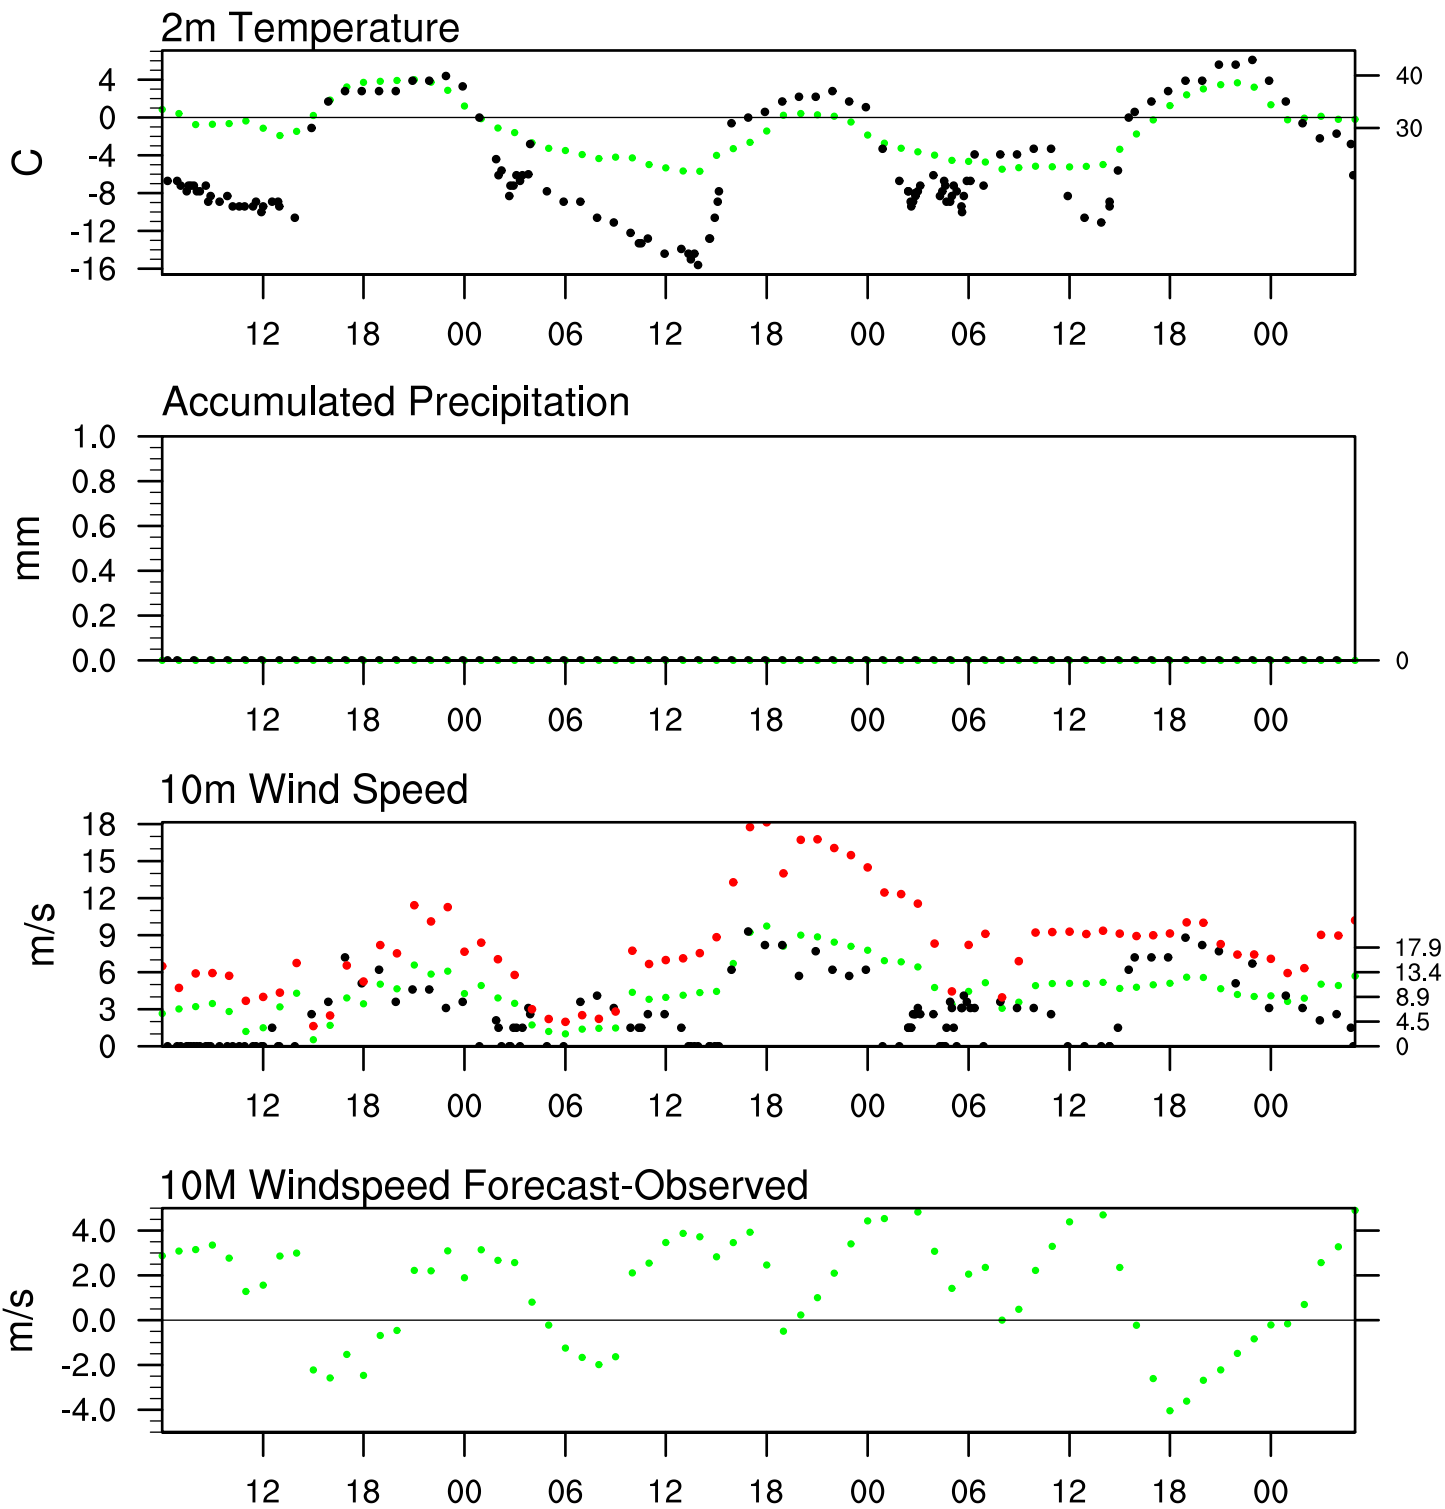 2m Temperature
4
0
-4
-8
-12
-16
C
40
30
12 18 00 06 12 18 00 06 12 18 00
Accumulated Precipitation
1.0
0.8
0.6
0.4
0.2
0.0
mm
0
12 18 00 06 12 18 00 06 12 18 00
10m Wind Speed
18
15
12
9
6
3
0
m/s
17.9
13.4
8.9
4.5
0
12 18 00 06 12 18 00 06 12 18 00
10M Windspeed Forecast-Observed
4.0
2.0
0.0
-2.0
-4.0
m/s
12 18 00 06 12 18 00 06 12 18 00